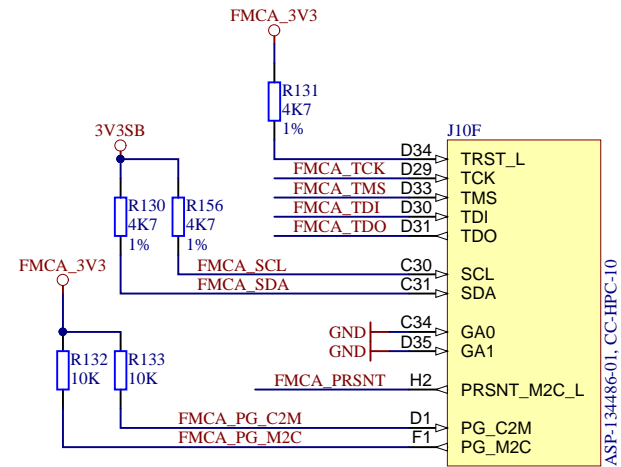 FMCA_3V3
R131
4K7
1%
3V3SB
J10F
D34 TRST_L
FMCA_TCK D29 TCK
FMCA_TMS D33 TMS
FMCA_TDI D30 TDI
FMCA_TDO D31 TDO
R130 R156
4K7 4K7
1% 1%
FMCA_SCL C30 SCL
FMCA_SDA C31 SDA
FMCA_3V3
GND C34 GA0
GND D35 GA1
R132 R133
10K 10K
FMCA_PRSNT H2 PRSNT_M2C_L
FMCA_PG_C2M D1 PG_C2M
FMCA_PG_M2C F1 PG_M2C
ASP-134486-01, CC-HPC-10